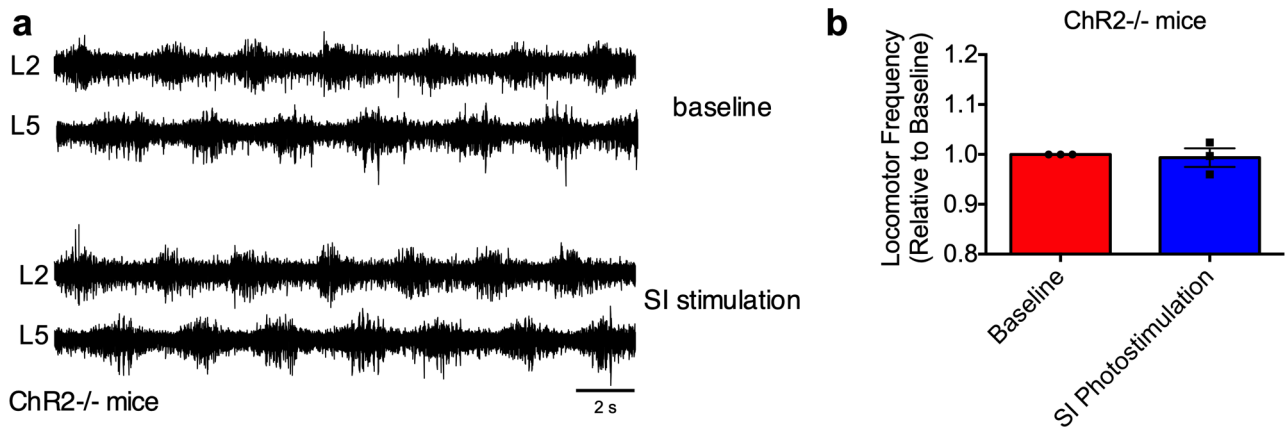 a
L2
baseline
L5
L2
SI stimulation
L5
ChR2-/- mice
2 s
b
ChR2-/- mice
Locomotor Frequency
(Relative to Baseline)
1.2
1.1
1.0
0.9
0.8
Baseline
SI Photostimulation